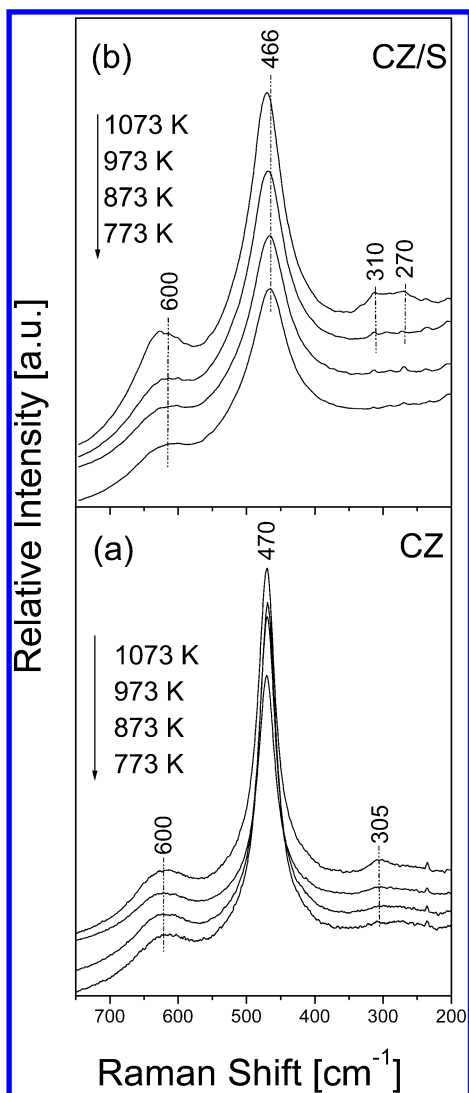 (b)
466
CZ/S
1073 K
973 K
873 K
773 K
310
270
600
Relative Intensity [a.u.]
(a)
470
CZ
1073 K
973 K
873 K
773 K
600
305
700 600 500 400 300 200
Raman Shift [cm⁻¹]